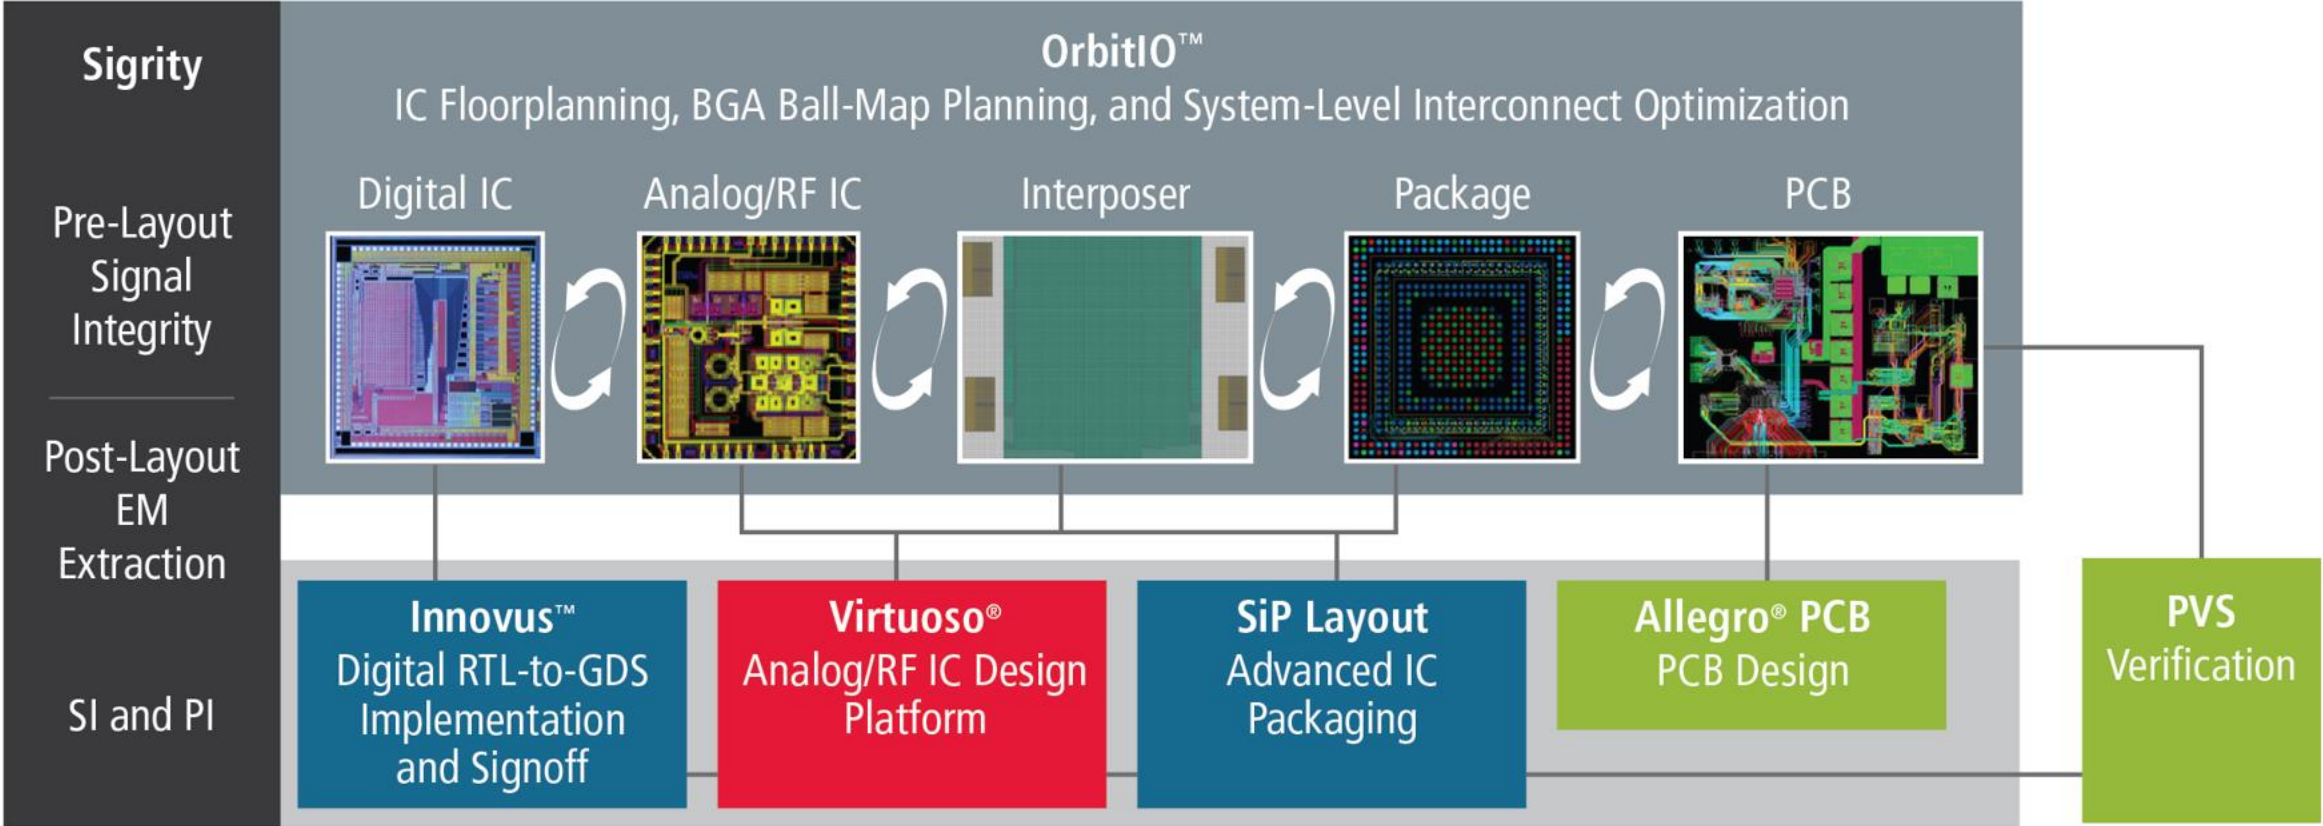 Sigrity
Pre-Layout
Signal
Integrity
Post-Layout
EM
Extraction
SI and PI
OrbitIO™
IC Floorplanning, BGA Ball-Map Planning, and System-Level Interconnect Optimization
Digital IC
Analog/RF IC
Interposer
Package
PCB
Innovus™
Digital RTL-to-GDS
Implementation
and Signoff
Virtuoso®
Analog/RF IC Design
Platform
SiP Layout
Advanced IC
Packaging
Allegro® PCB
PCB Design
PVS
Verification